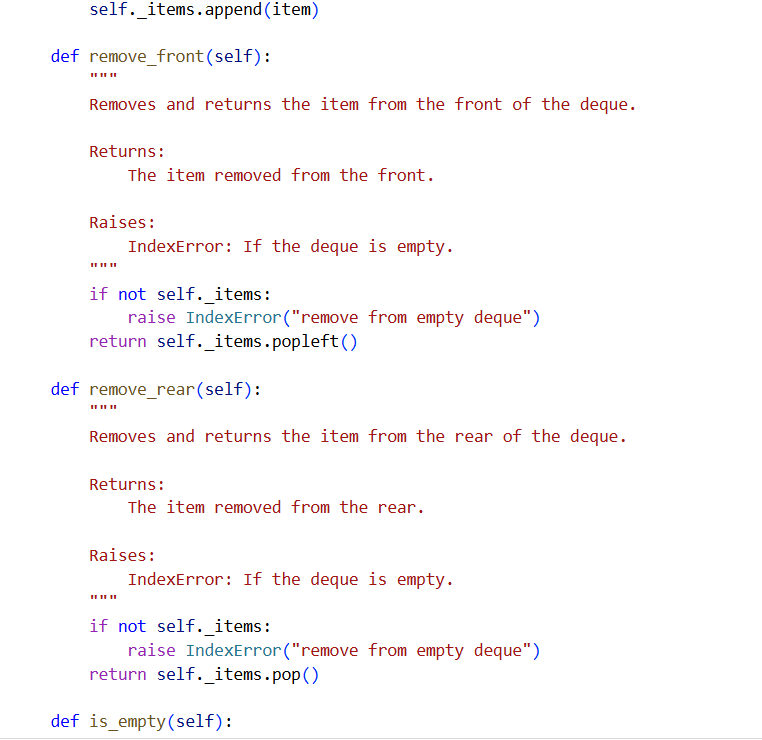 self._items.append(item)

    def remove_front(self):
        """
        Removes and returns the item from the front of the deque.

        Returns:
            The item removed from the front.

        Raises:
            IndexError: If the deque is empty.
        """
        if not self._items:
            raise IndexError("remove from empty deque")
        return self._items.popleft()

    def remove_rear(self):
        """
        Removes and returns the item from the rear of the deque.

        Returns:
            The item removed from the rear.

        Raises:
            IndexError: If the deque is empty.
        """
        if not self._items:
            raise IndexError("remove from empty deque")
        return self._items.pop()

    def is_empty(self):